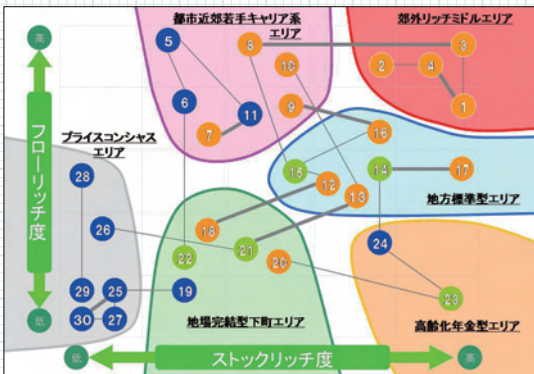 都市近郊若手キャリア系
エリア
郊外リッチミドルエリア
高
5
8
3
10
2
4
6
9
1
11
7
16
プライスコンシャス
エリア
フローリッチ度
28
15
14
17
12
13
地方標準型エリア
26
18
21
24
22
20
29
25
19
23
30
27
低
地場完結型下町エリア
高齢化年金型エリア
低
ストックリッチ度
高